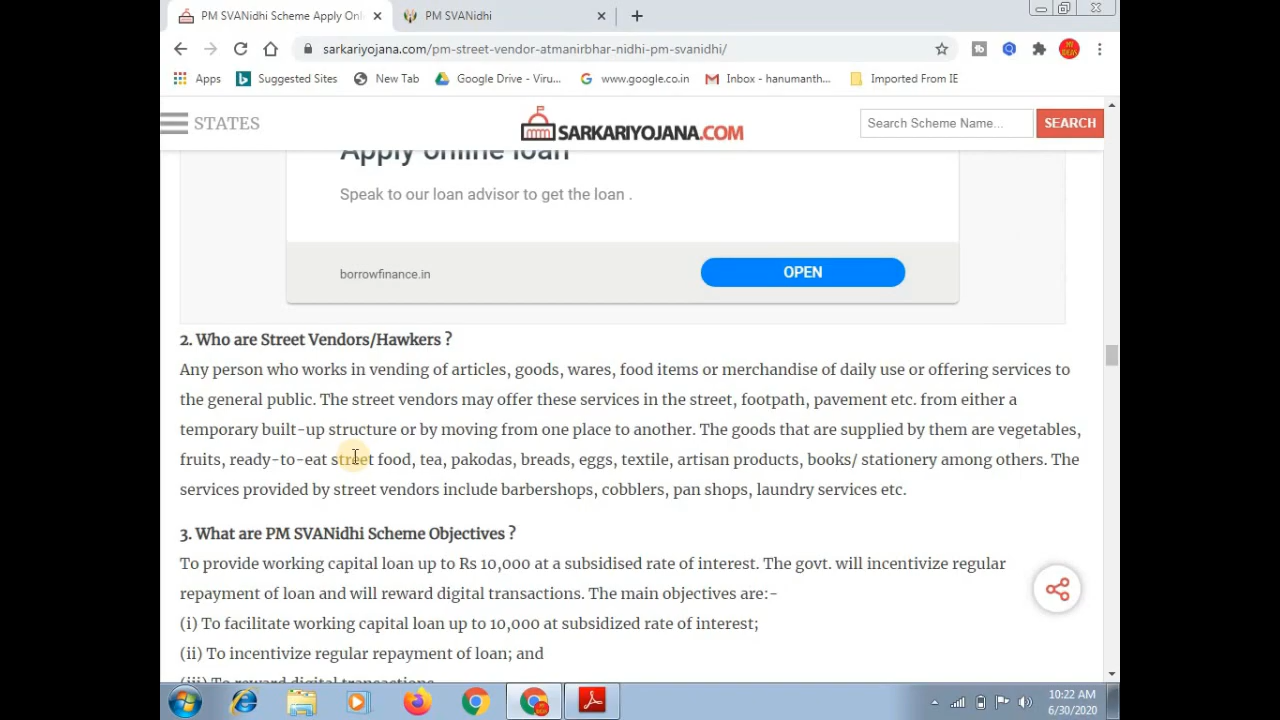 PM SVANidhi Scheme Apply Onl
PM SVANidhi
sarkariyojana.com/pm-street-vendor-atmanirbhar-nidhi-pm-svanidhi/
Apps
Suggested Sites
New Tab
Google Drive - Viru...
www.google.co.in
Inbox - hanumanth...
Imported From IE
STATES
SARKARIYOJANA.COM
Search Scheme Name...
SEARCH
Apply online loan
Speak to our loan advisor to get the loan .
borrowfinance.in
OPEN
2. Who are Street Vendors/Hawkers ?
Any person who works in vending of articles, goods, wares, food items or merchandise of daily use or offering services to
the general public. The street vendors may offer these services in the street, footpath, pavement etc. from either a
temporary built-up structure or by moving from one place to another. The goods that are supplied by them are vegetables,
fruits, ready-to-eat street food, tea, pakodas, breads, eggs, textile, artisan products, books/ stationery among others. The
services provided by street vendors include barbershops, cobblers, pan shops, laundry services etc.
3. What are PM SVANidhi Scheme Objectives ?
To provide working capital loan up to Rs 10,000 at a subsidised rate of interest. The govt. will incentivize regular
repayment of loan and will reward digital transactions. The main objectives are:-
(i) To facilitate working capital loan up to 10,000 at subsidized rate of interest;
(ii) To incentivize regular repayment of loan; and
(iii) To reward digital transactions
10:22 AM
6/30/2020